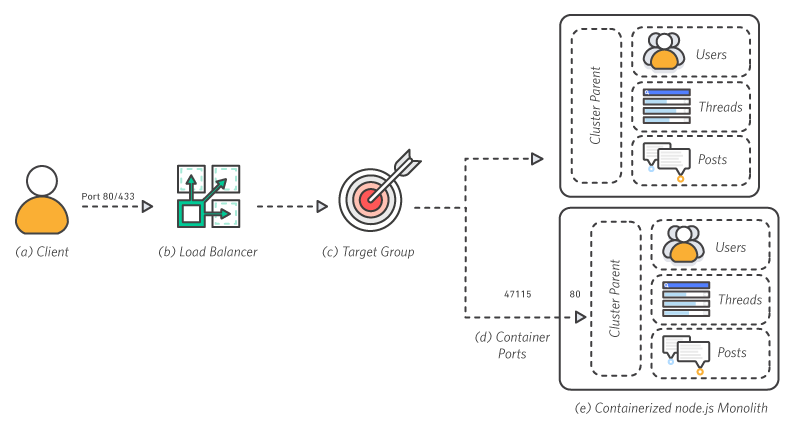 Cluster Parent
Users
Threads
Posts
Port 80/433
(a) Client
(b) Load Balancer
(c) Target Group
47115
80
(d) Container
Ports
Cluster Parent
Users
Threads
Posts
(e) Containerized node.js Monolith